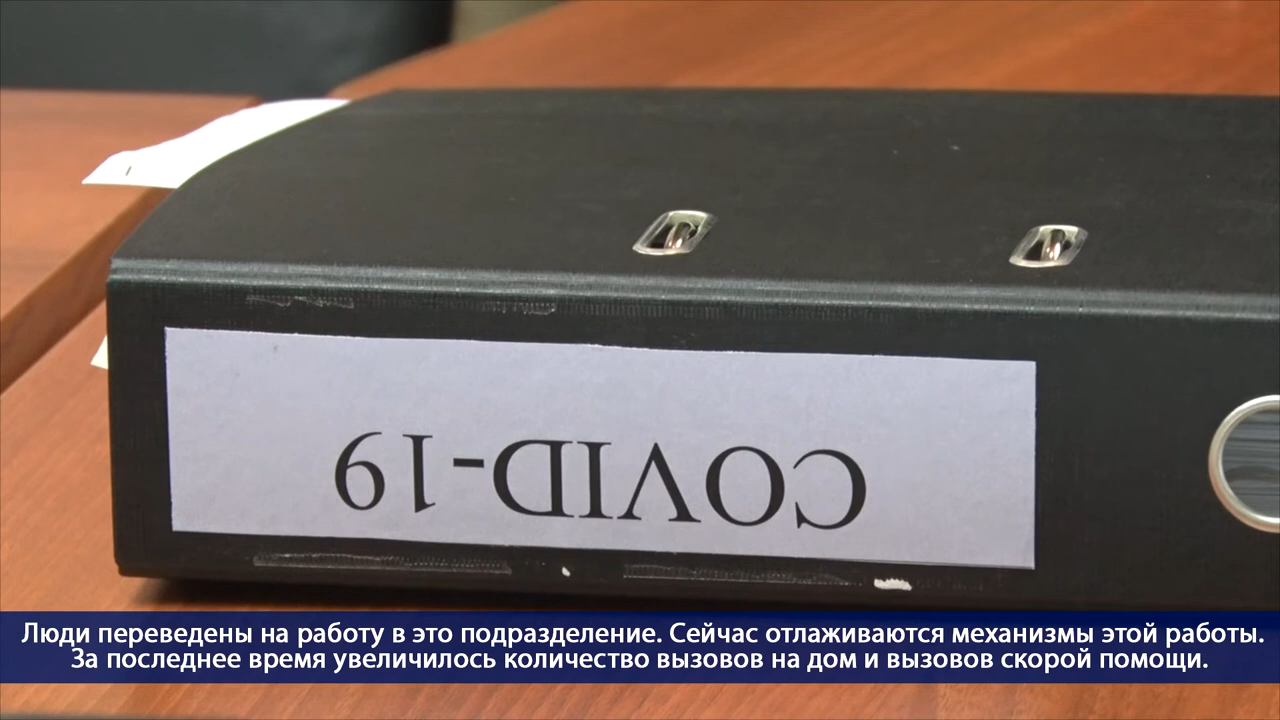 COVID-19
Люди переведены на работу в это подразделение. Сейчас отлаживаются механизмы этой работы.
За последнее время увеличилось количество вызовов на дом и вызовов скорой помощи.